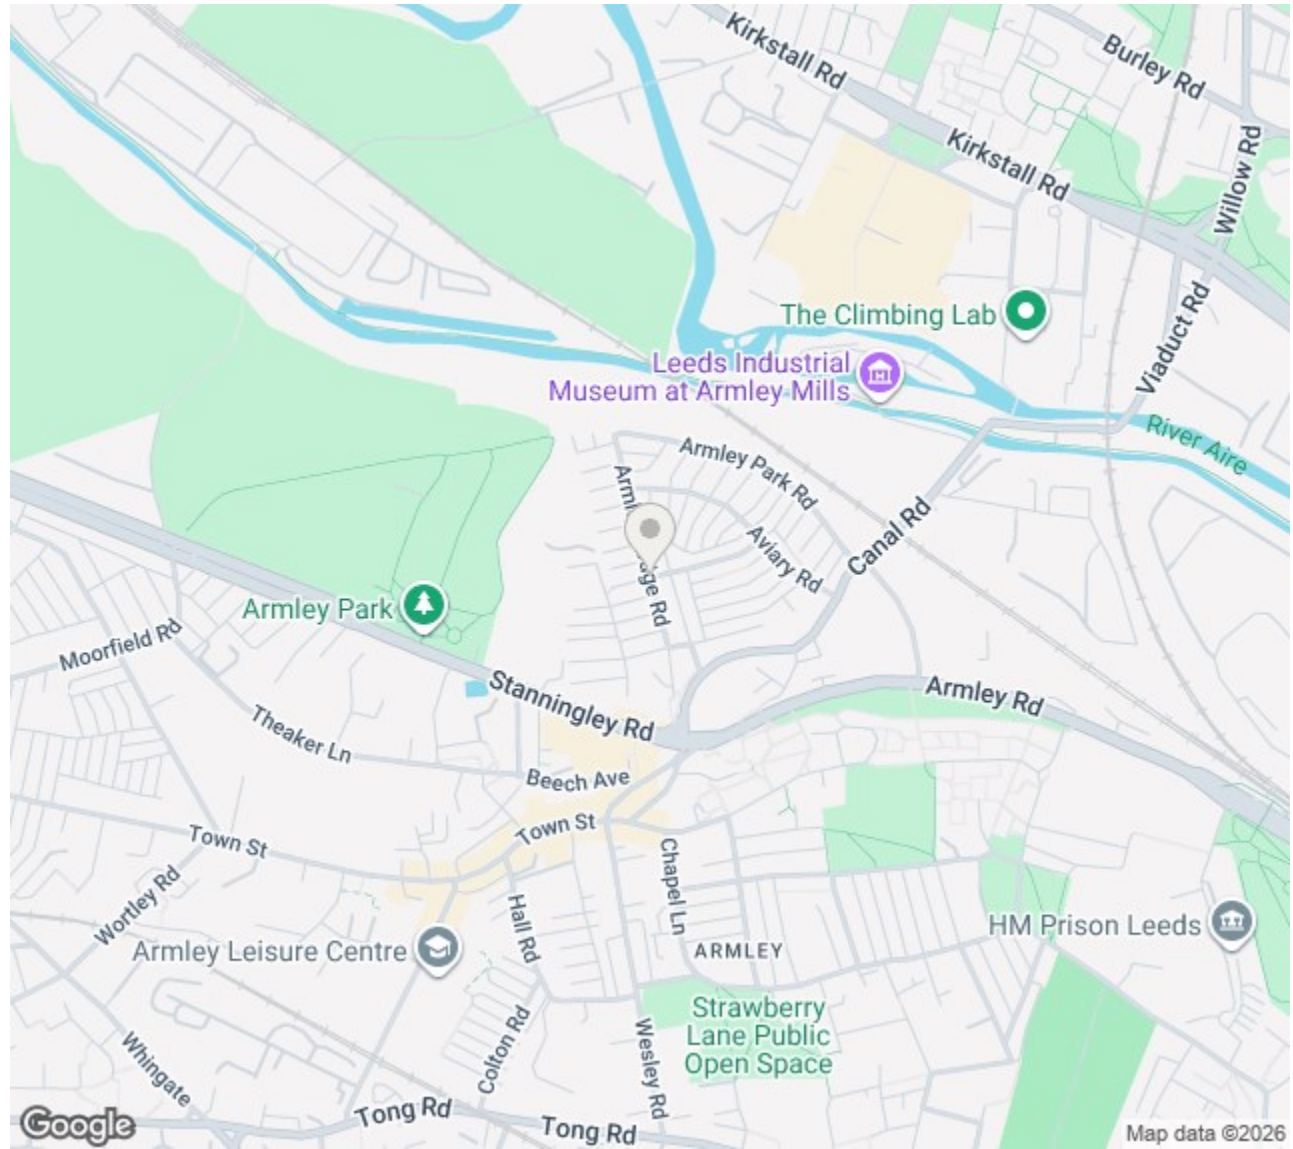 Kirkstall Rd
Burley Rd
Kirkstall Rd
Willow Rd
The Climbing Lab
Viaduct Rd
Leeds Industrial
Museum at Armley Mills
River Aire
Armley Park Rd
Canal Rd
Aviary Rd
Rd
Armley Park
Moorfield Rd
Stanningley Rd
Armley Rd
Theaker Ln
Beech Ave
Town St
Town St
Chapel Ln
Wortley Rd
Hall Rd
HM Prison Leeds
Armley Leisure Centre
ARMLEY
Strawberry
Lane Public
Open Space
Colton Rd
Wesley Rd
Whingate
Tong Rd
Tong Rd
Google
Map data ©2026